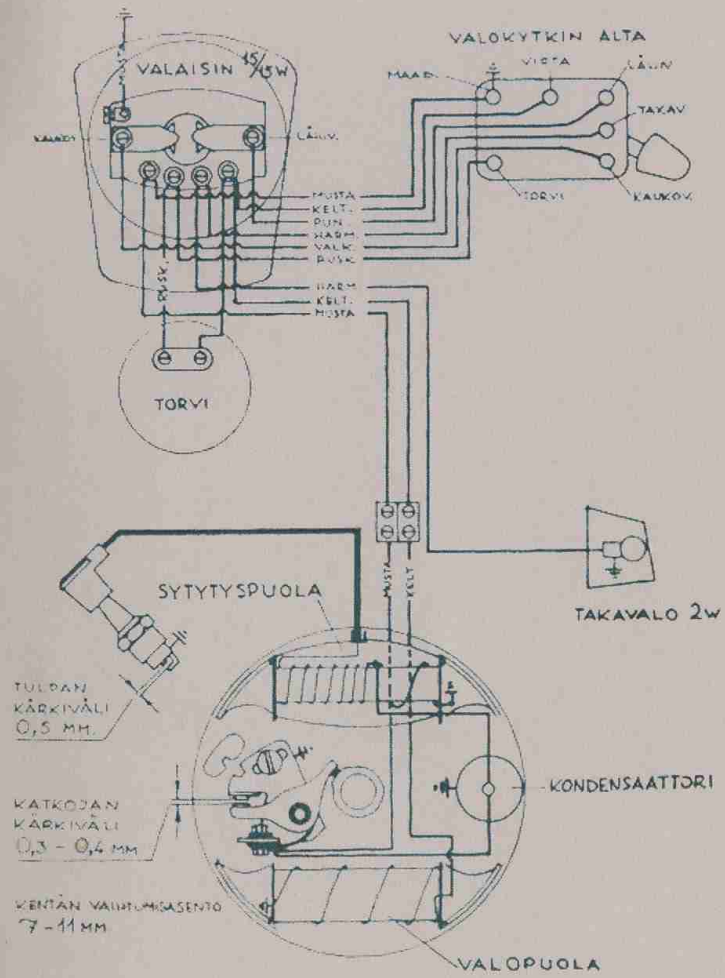 MUSTA
VALAISIN 15/15W
VALOKYTKIN ALTA
MAAD.
VIRTA
LÄHIV.
TAKAV.
KAUKOV.
TORVI
KAUKOV.
LÄHIV.
MUSTA
KELT.
PUN.
HARM.
VALK.
RUSK.
HARM
KELT.
MUSTA
RUSK.
TORVI
MUSTA
KELT
SYTYTYSPUOLA
TAKAVALO 2W
TULPAN
KÄRKIVÄLI
0,5 MM.
KATKOJAN
KÄRKIVÄLI
0,3 - 0,4 MM
KONDENSAATTORI
KENTÄN VAIHTUMISASENTO
7-11 MM
VALOPUOLA